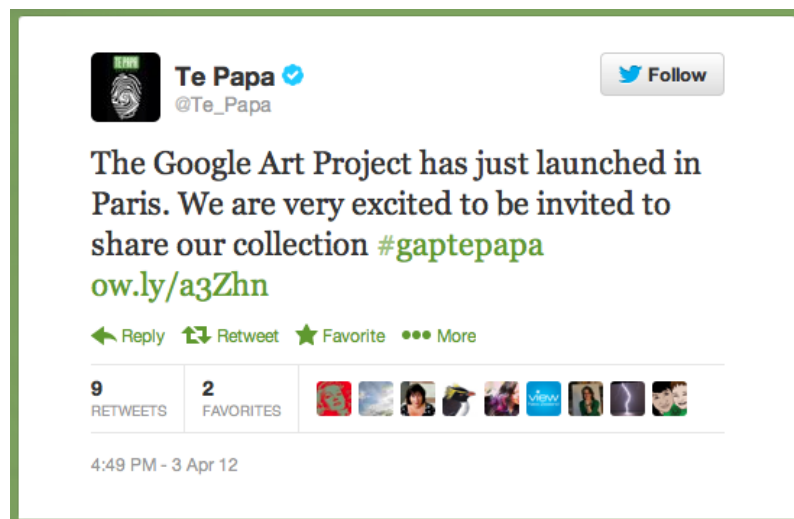 TE PAPA
Te Papa
Follow
@Te_Papa
The Google Art Project has just launched in
Paris. We are very excited to be invited to
share our collection #gaptepapa
ow.ly/a3Zhn
Reply Retweet Favorite More
9 2
RETWEETS FAVORITES
view
4:49 PM - 3 Apr 12